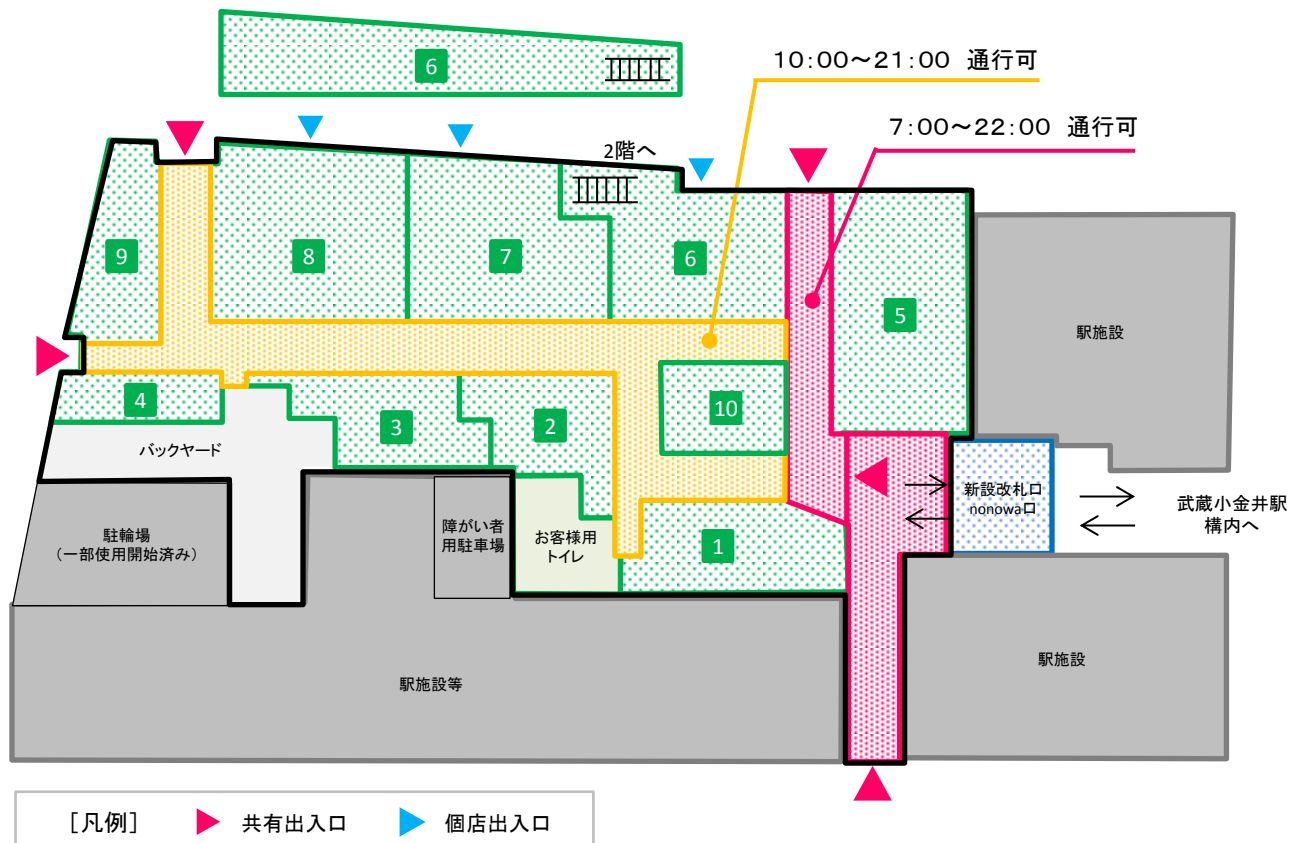 6
10:00～21:00 通行可
7:00～22:00 通行可
2階へ
9
8
7
6
5
駅施設
4
3
2
10
バックヤード
新設改札口
nonowa口
武蔵小金井駅
構内へ
駐輪場
（一部使用開始済み）
障がい者
用駐車場
お客様用
トイレ
1
駅施設
駅施設等
［凡例］ 共有出入口 個店出入口